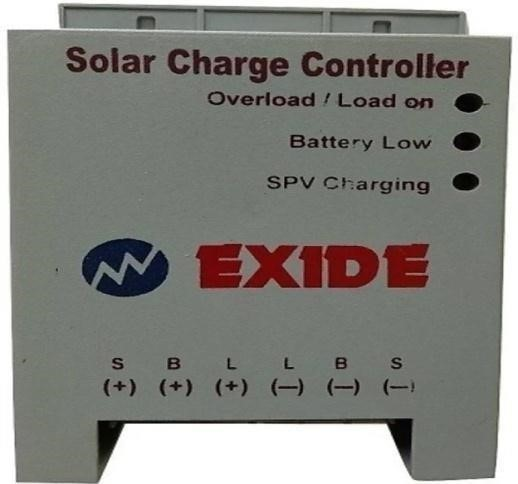 Solar Charge Controller
Overload / Load on
Battery Low
SPV Charging
EXIDE
S B L L B S
(+) (+) (+) (—) (—) (—)